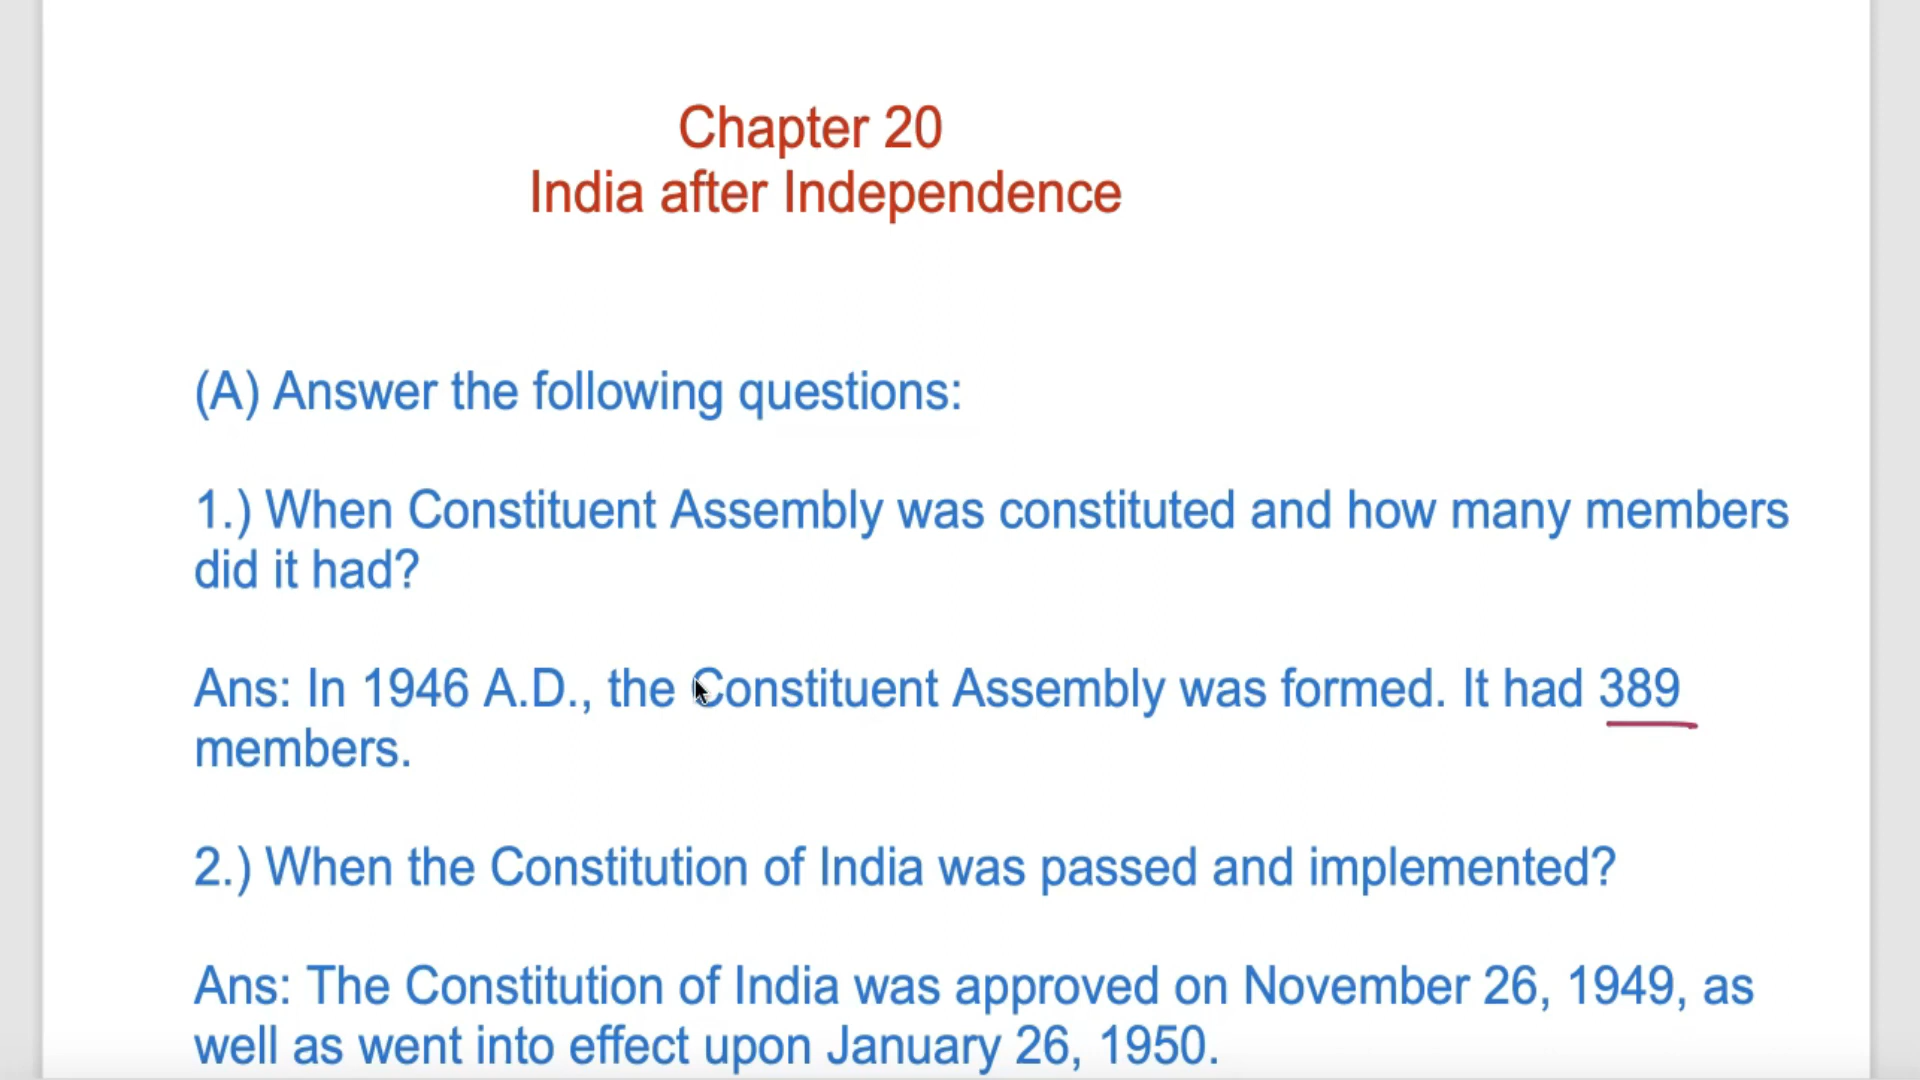 Chapter 20
India after Independence
(A) Answer the following questions:
1.) When Constituent Assembly was constituted and how many members
did it had?
Ans: In 1946 A.D., the Constituent Assembly was formed. It had 389
members.
2.) When the Constitution of India was passed and implemented?
Ans: The Constitution of India was approved on November 26, 1949, as
well as went into effect upon January 26, 1950.